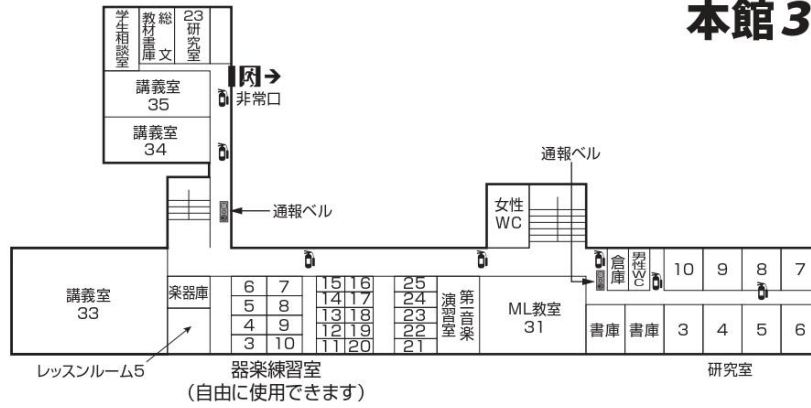 本館3
学生相談室
教材書庫
総文
23研究室
講義室
35
非常口
講義室
34
通報ベル
通報ベル
女性
WC
講義室
33
楽器庫
レッスンルーム5
6 7
5 8
4 9
3 10
15 16
14 17
13 18
12 19
11 20
25
24
23
22
21
器楽練習室
(自由に使用できます)
第一音楽
演習室
ML教室
31
倉庫
男性WC
10 9 8 7
書庫 書庫 3 4 5 6
研究室